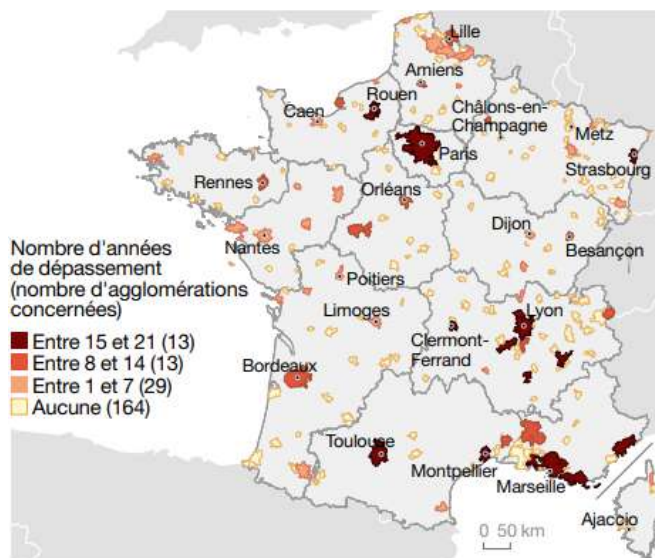 Lille
Amiens
Rouen
Caen
Châlons-en-
Champagne
Metz
Paris
Strasbourg
Rennes
Orléans
Dijon
Besançon
Nantes
Nombre d'années
de dépassement
(nombre d'agglomérations
concernées)
Entre 15 et 21 (13)
Entre 8 et 14 (13)
Entre 1 et 7 (29)
Aucune (164)
Poitiers
Limoges
Lyon
Clermont-
Ferrand
Bordeaux
Toulouse
Montpellier
Marseille
Ajaccio
0 50 km